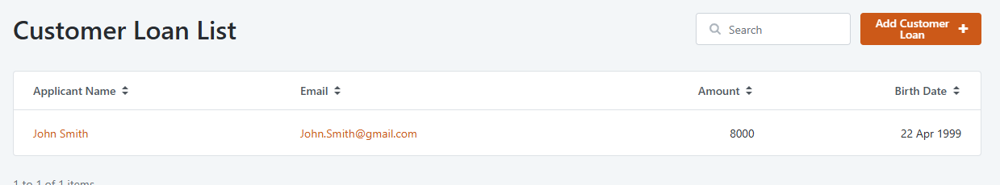 Customer Loan List
Search
Add Customer
Loan
Applicant Name Email Amount Birth Date
John Smith John.Smith@gmail.com 8000 22 Apr 1999
1 to 1 of 1 items